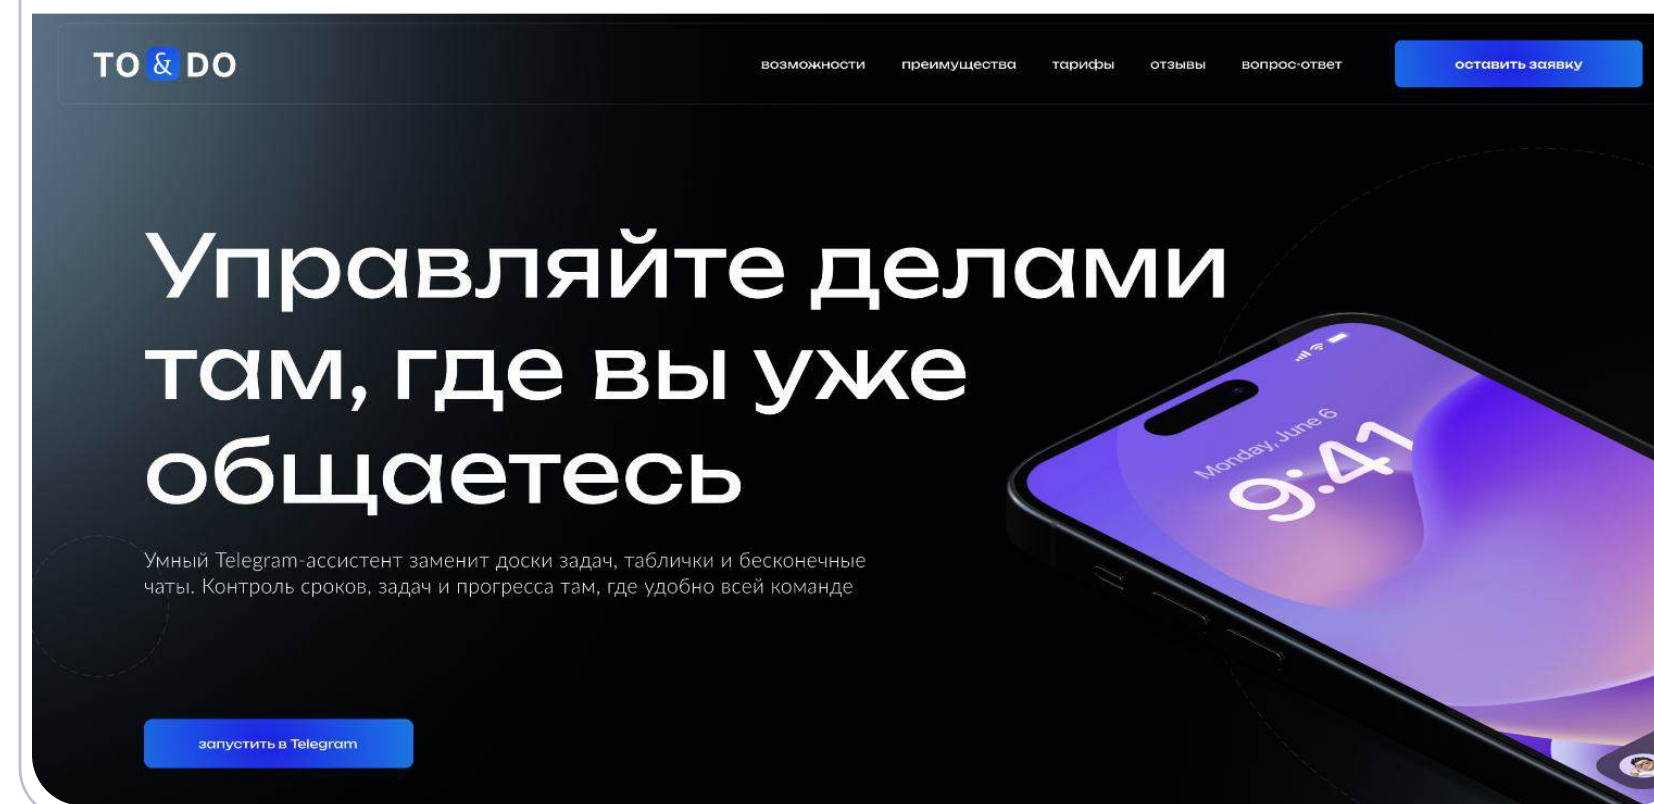 TO & DO
возможности
преимущества
тарифы
отзывы
вопрос-ответ
оставить заявку
Управляйте делами
там, где вы уже
общаетесь
Умный Telegram-ассистент заменит доски задач, таблички и бесконечные
чаты. Контроль сроков, задач и прогресса там, где удобно всей команде
запустить в Telegram
Monday, June 6
9:41